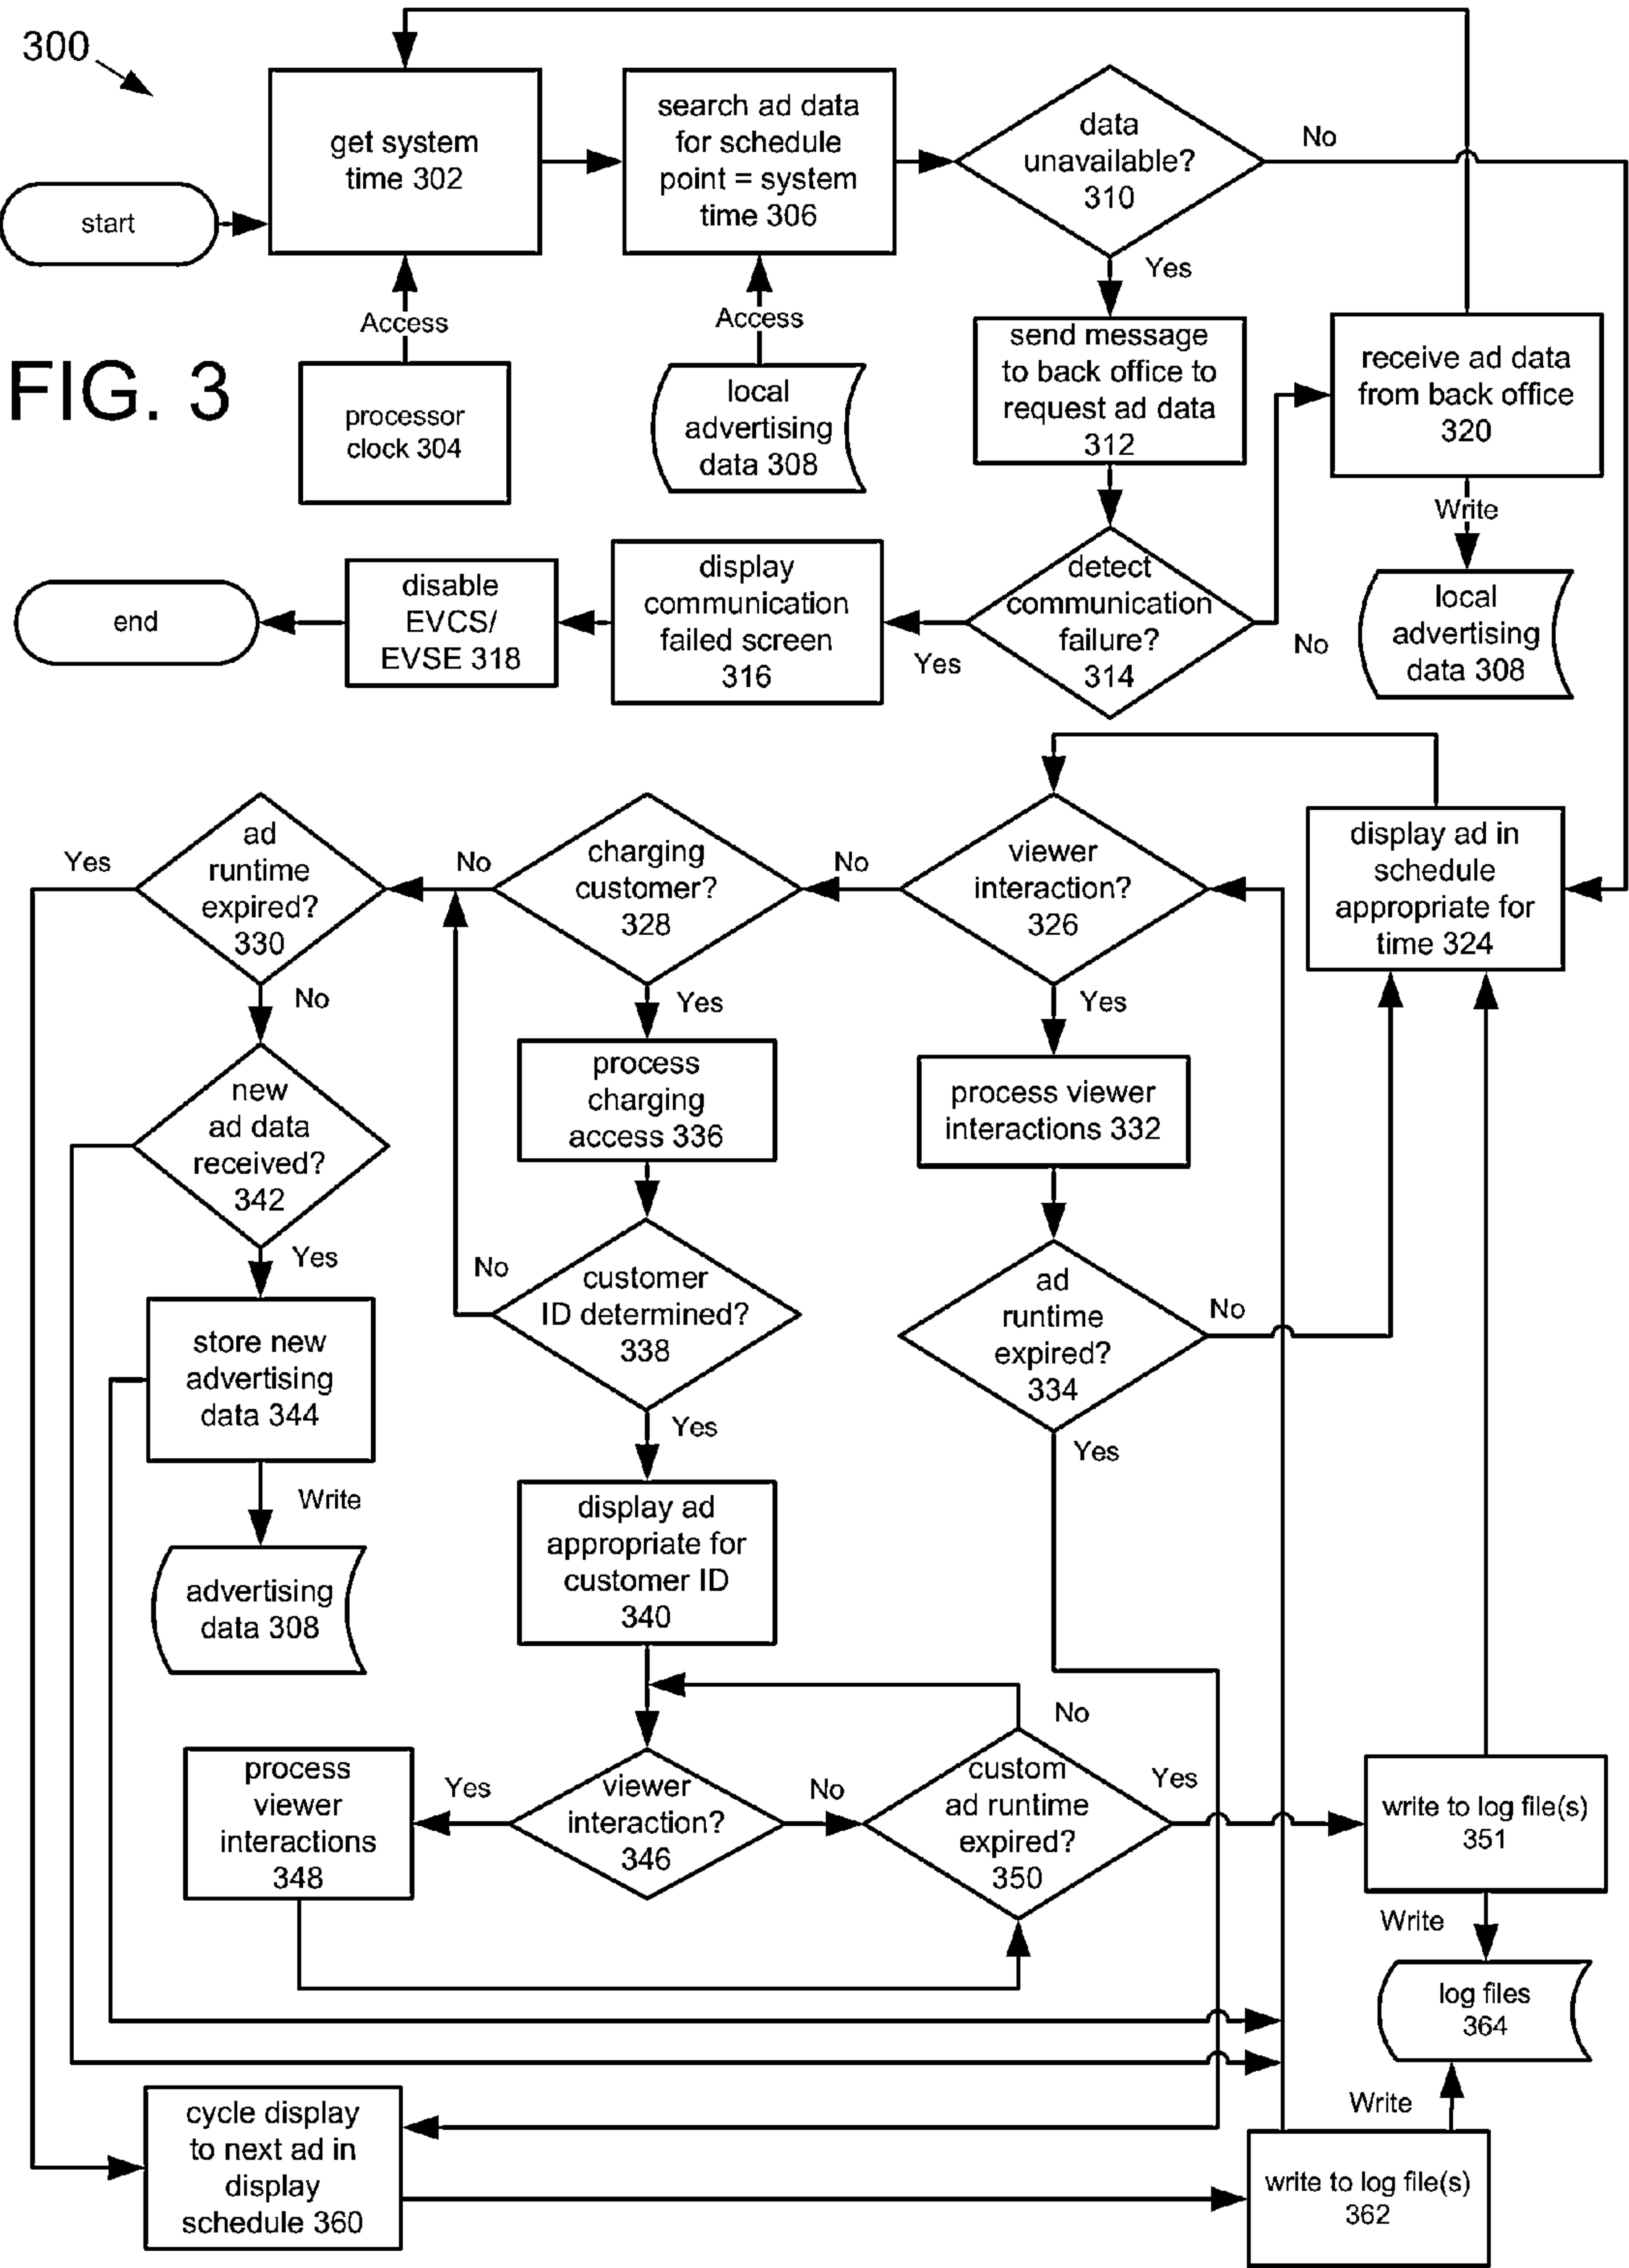 300
start
get system
time 302
search ad data
for schedule
point = system
time 306
data
unavailable?
310
No
Yes
Access
Access
FIG. 3
processor
clock 304
local
advertising
data 308
send message
to back office to
request ad data
312
receive ad data
from back office
320
Write
local
advertising
data 308
end
disable
EVCS/
EVSE 318
display
communication
failed screen
316
Yes
detect
communication
failure?
314
No
Yes
ad
runtime
expired?
330
No
charging
customer?
328
No
viewer
interaction?
326
display ad in
schedule
appropriate for
time 324
No
Yes
Yes
new
ad data
received?
342
process
charging
access 336
process viewer
interactions 332
Yes
No
customer
ID determined?
338
ad
runtime
expired?
334
No
store new
advertising
data 344
Yes
Yes
Write
advertising
data 308
display ad
appropriate for
customer ID
340
No
process
viewer
interactions
348
Yes
viewer
interaction?
346
No
custom
ad runtime
expired?
350
Yes
write to log file(s)
351
Write
log files
364
Write
cycle display
to next ad in
display
schedule 360
write to log file(s)
362